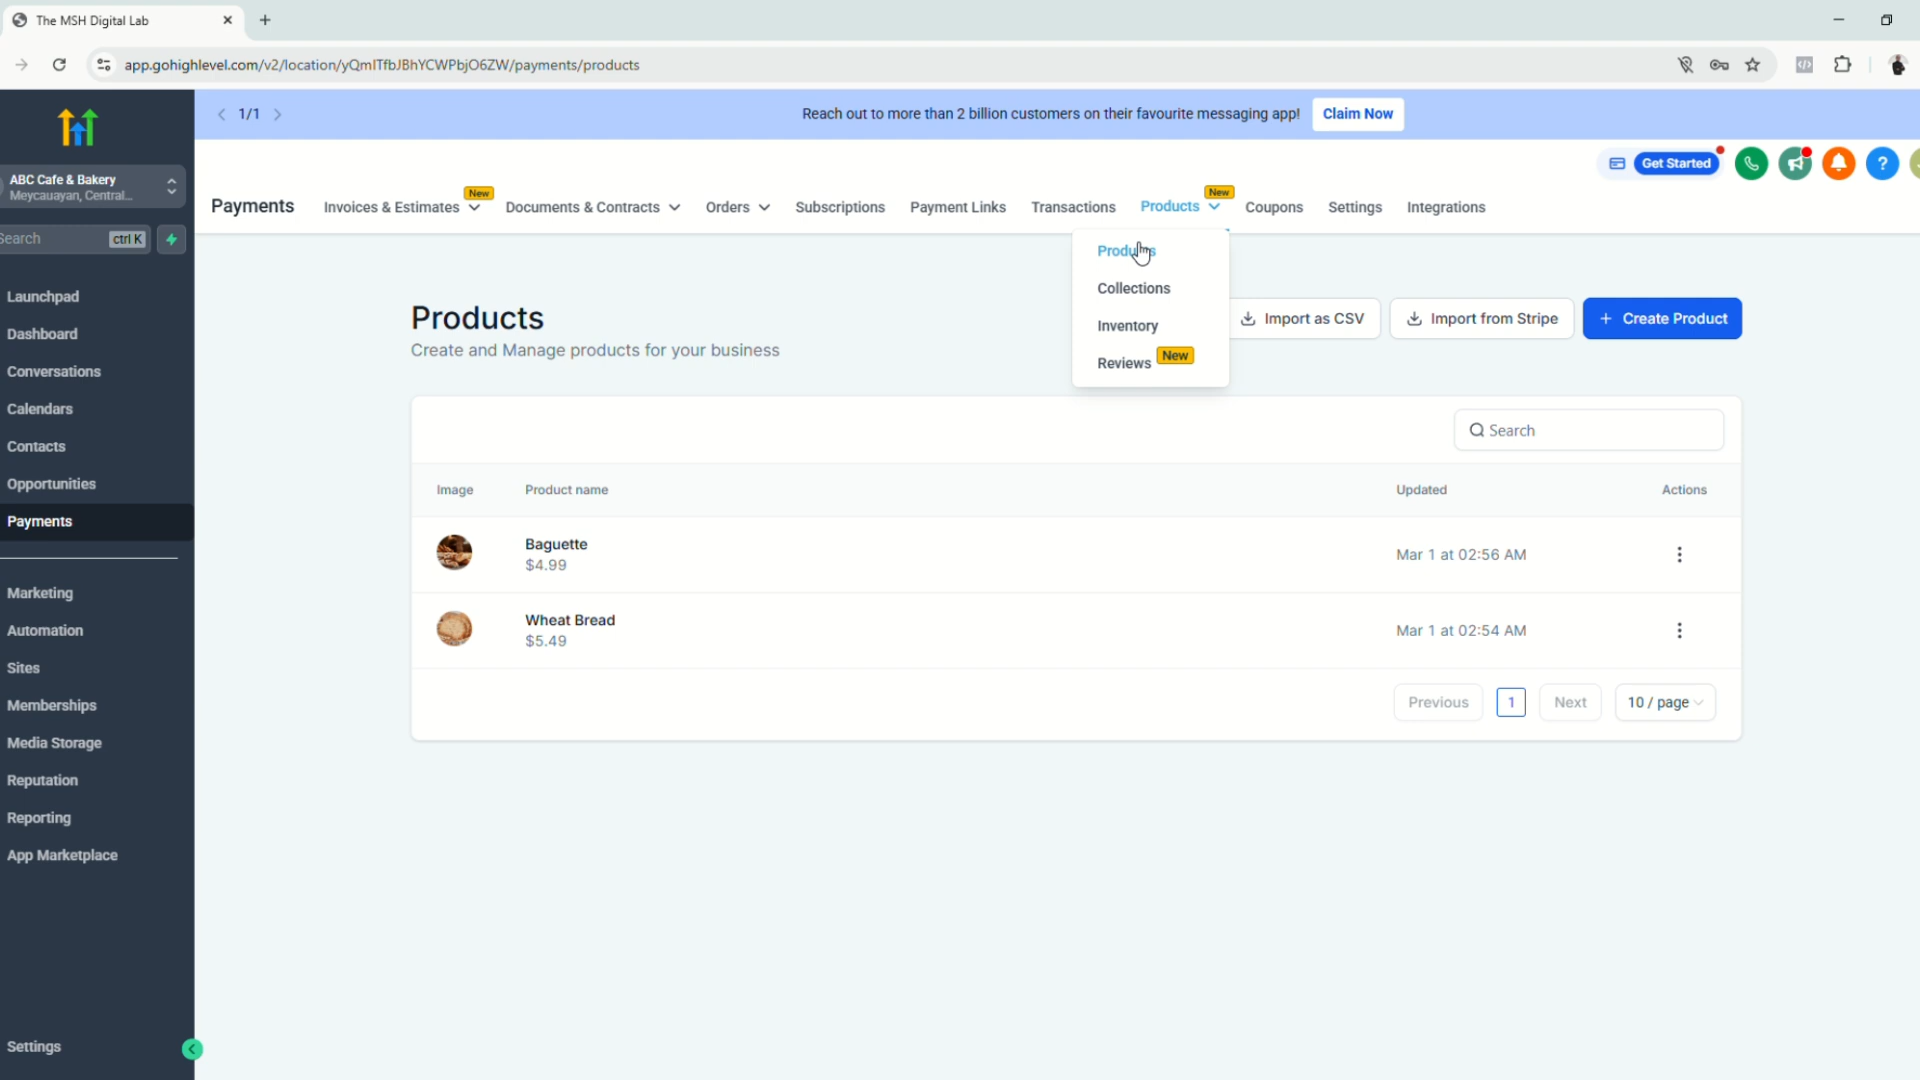 The MSH Digital Lab
app.gohighlevel.com/v2/location/yQmITfbJBhYCWPbjO6ZW/payments/products
1/1
Reach out to more than 2 billion customers on their favourite messaging app!
Claim Now
ABC Cafe & Bakery
Meycauayan, Central...
Get Started
Payments
Invoices & Estimates
New
Documents & Contracts
Orders
Subscriptions
Payment Links
Transactions
Products
New
Coupons
Settings
Integrations
earch
ctrl K
Products
Collections
Inventory
Reviews
New
Launchpad
Dashboard
Conversations
Calendars
Contacts
Opportunities
Payments
Marketing
Automation
Sites
Memberships
Media Storage
Reputation
Reporting
App Marketplace
Settings
Products
Create and Manage products for your business
Import as CSV
Import from Stripe
+ Create Product
Search
Image
Product name
Updated
Actions
Baguette
$4.99
Mar 1 at 02:56 AM
Wheat Bread
$5.49
Mar 1 at 02:54 AM
Previous
1
Next
10 / page